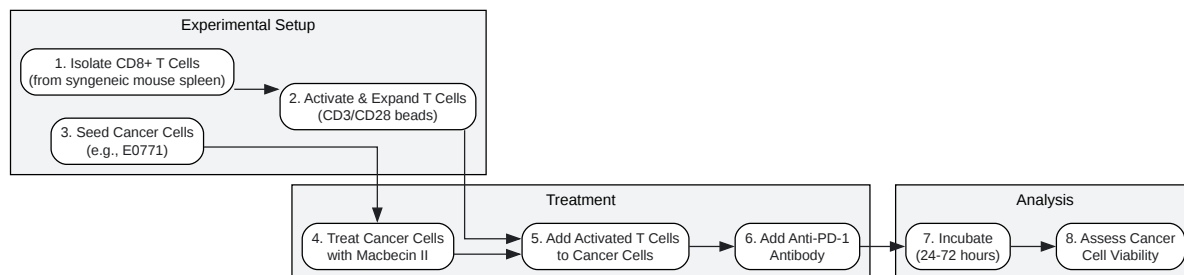 Experimental Setup
1. Isolate CD8+ T Cells
(from syngeneic mouse spleen)
2. Activate & Expand T Cells
(CD3/CD28 beads)
3. Seed Cancer Cells
(e.g., E0771)
Treatment
4. Treat Cancer Cells
with Macbecin II
5. Add Activated T Cells
to Cancer Cells
6. Add Anti-PD-1
Antibody
Analysis
7. Incubate
(24-72 hours)
8. Assess Cancer
Cell Viability